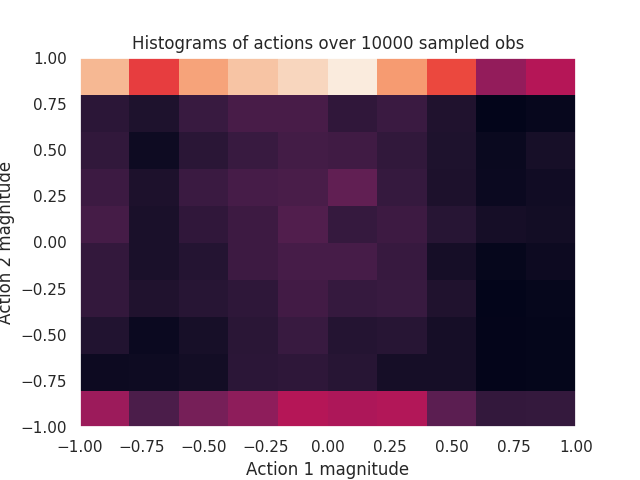 Histograms of actions over 10000 sampled obs
1.00
0.75
0.50
0.25
0.00
−0.25
−0.50
−0.75
−1.00
Action 2 magnitude
−1.00 −0.75 −0.50 −0.25 0.00 0.25 0.50 0.75 1.00
Action 1 magnitude